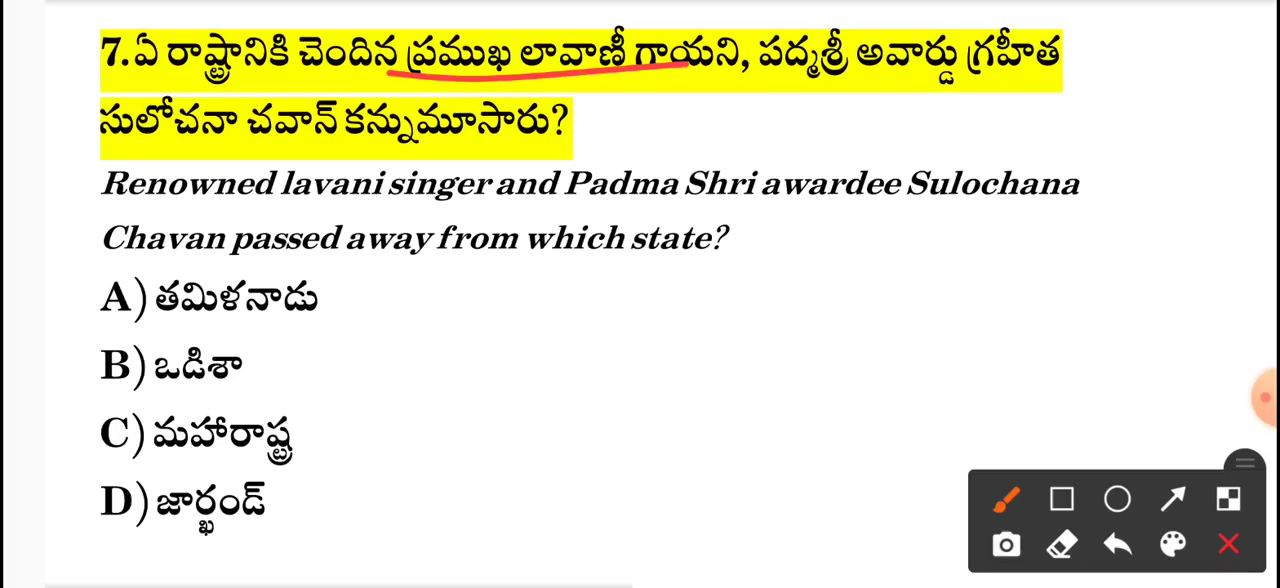 7.ఏ రాష్ట్రానికి చెందిన ప్రముఖ లావాణీ గాయని, పద్మశ్రీ అవార్డు గ్రహీత
సులోచనా చవాన్ కన్నుమూసారు?
Renowned lavani singer and Padma Shri awardee Sulochana
Chavan passed away from which state?
A) తమిళనాడు
B) ఒడిశా
C) మహారాష్ట్ర
D) జార్ఖండ్